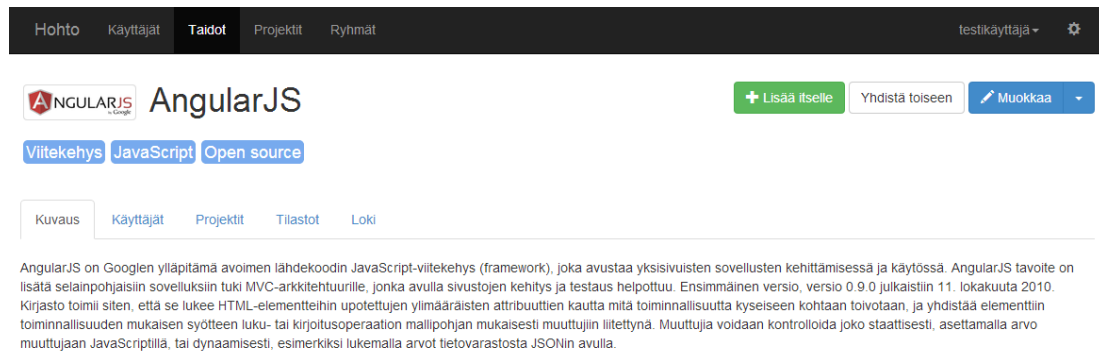 Hohto Käyttäjät Taidot Projektit Ryhmät testikäyttäjä
ANGULARJS by Google AngularJS Lisää itselle Yhdistä toiseen Muokkaa
Viitekehys JavaScript Open source
Kuvaus Käyttäjät Projektit Tilastot Loki
AngularJS on Googlen ylläpitämä avoimen lähdekoodin JavaScript-viitekehys (framework), joka avustaa yksisivuisten sovellusten kehittämisessä ja käytössä. AngularJS tavoite on
lisätä selainpohjaisiin sovelluksiin tuki MVC-arkkitehtuurille, jonka avulla sivustojen kehitys ja testaus helpottuu. Ensimmäinen versio, versio 0.9.0 julkaistiin 11. lokakuuta 2010.
Kirjasto toimii siten, että se lukee HTML-elementteihin upotettujen ylimääräisten attribuuttien kautta mitä toiminnallisuutta kyseiseen kohtaan toivotaan, ja yhdistää elementtiin
toiminnallisuuden mukaisen syötteen luku- tai kirjoitusoperaation mallipohjan mukaisesti muuttujiin liitettynä. Muuttujia voidaan kontrolloida joko staattisesti, asettamalla arvo
muuttujaan JavaScriptillä, tai dynaamisesti, esimerkiksi lukemalla arvot tietovarastosta JSONin avulla.